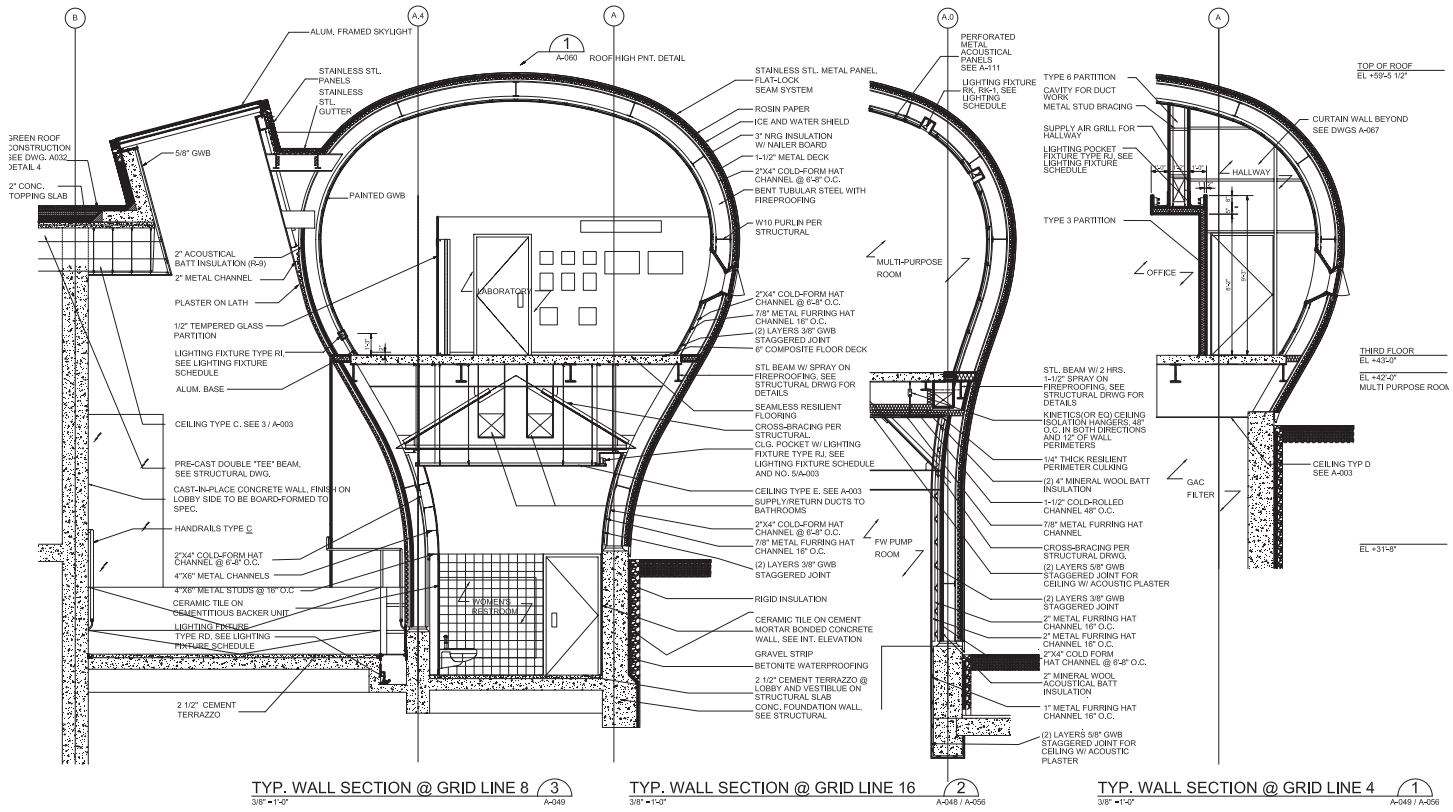 B
A.4
A
A.0
A
ALUM. FRAMED SKYLIGHT
1
A-060
ROOF HIGH PNT. DETAIL
STAINLESS STL.
PANELS
STAINLESS
STL.
GUTTER
GREEN ROOF
CONSTRUCTION
SEE DWG. A032
DETAIL 4
2" CONC.
TOPPING SLAB
5/8" GWB
PAINTED GWB
2" ACOUSTICAL
BATT INSULATION (R-9)
2" METAL CHANNEL
PLASTER ON LATH
1/2" TEMPERED GLASS
PARTITION
LIGHTING FIXTURE TYPE RI,
SEE LIGHTING FIXTURE
SCHEDULE
ALUM. BASE
CEILING TYPE C. SEE 3 / A-003
PRE-CAST DOUBLE "TEE" BEAM,
SEE STRUCTURAL DWG.
CAST-IN-PLACE CONCRETE WALL, FINISH ON
LOBBY SIDE TO BE BOARD-FORMED TO
SPEC.
HANDRAILS TYPE C
2"X4" COLD-FORM HAT
CHANNEL @ 6'-8" O.C.
4"X6" METAL CHANNELS
4"X6" METAL STUDS @ 16" O.C
CERAMIC TILE ON
CEMENTITIOUS BACKER UNIT
LIGHTING FIXTURE
TYPE RD, SEE LIGHTING
FIXTURE SCHEDULE
2 1/2" CEMENT
TERRAZZO
LABORATORY
1'-3"
WOMEN'S
RESTROOM
STAINLESS STL. METAL PANEL,
FLAT-LOCK
SEAM SYSTEM
ROSIN PAPER
ICE AND WATER SHIELD
3" NRG INSULATION
W/ NAILER BOARD
1-1/2" METAL DECK
2"X4" COLD-FORM HAT
CHANNEL @ 6'-8" O.C.
BENT TUBULAR STEEL WITH
FIREPROOFING
W10 PURLIN PER
STRUCTURAL
2"X4" COLD-FORM HAT
CHANNEL @ 6'-8" O.C.
7/8" METAL FURRING HAT
CHANNEL 16" O.C.
(2) LAYERS 3/8" GWB
STAGGERED JOINT
6" COMPOSITE FLOOR DECK
STL BEAM W/ SPRAY ON
FIREPROOFING, SEE
STRUCTURAL DRWG FOR
DETAILS
SEAMLESS RESILIENT
FLOORING
CROSS-BRACING PER
STRUCTURAL.
CLG. POCKET W/ LIGHTING
FIXTURE TYPE RJ, SEE
LIGHTING FIXTURE SCHEDULE
AND NO. 5/A-003
CEILING TYPE E. SEE A-003
SUPPLY/RETURN DUCTS TO
BATHROOMS
2"X4" COLD-FORM HAT
CHANNEL @ 6'-8" O.C.
7/8" METAL FURRING HAT
CHANNEL 16" O.C.
(2) LAYERS 3/8" GWB
STAGGERED JOINT
RIGID INSULATION
CERAMIC TILE ON CEMENT
MORTAR BONDED CONCRETE
WALL, SEE INT. ELEVATION
GRAVEL STRIP
BETONITE WATERPROOFING
2 1/2" CEMENT TERRAZZO @
LOBBY AND VESTIBLUE ON
STRUCTURAL SLAB
CONC. FOUNDATION WALL,
SEE STRUCTURAL
PERFORATED
METAL
ACOUSTICAL
PANELS
SEE A-111
LIGHTING FIXTURE
RK, RK-1, SEE
LIGHTING
SCHEDULE
MULTI-PURPOSE
ROOM
FW PUMP
ROOM
STL. BEAM W/ 2 HRS.
1-1/2" SPRAY ON
FIREPROOFING, SEE
STRUCTURAL DRWG FOR
DETAILS
KINETICS(OR EQ) CEILING
ISOLATION HANGERS, 48"
O.C. IN BOTH DIRECTIONS
AND 12" OF WALL
PERIMETERS
1/4" THICK RESILIENT
PERIMETER CULKING
(2) 4" MINERAL WOOL BATT
INSULATION
1-1/2" COLD-ROLLED
CHANNEL 48" O.C.
7/8" METAL FURRING HAT
CHANNEL
CROSS-BRACING PER
STRUCTURAL DRWG.
(2) LAYERS 5/8" GWB
STAGGERED JOINT FOR
CEILING W/ ACOUSTIC PLASTER
(2) LAYERS 3/8" GWB
STAGGERED JOINT
2" METAL FURRING HAT
CHANNEL 16" O.C.
2" METAL FURRING HAT
CHANNEL 16" O.C.
2"X4" COLD FORM
HAT CHANNEL @ 6'-8" O.C.
2" MINERAL WOOL
ACOUSTICAL BATT
INSULATION
1" METAL FURRING HAT
CHANNEL 16" O.C.
(2) LAYERS 5/8" GWB
STAGGERED JOINT FOR
CEILING W/ ACOUSTIC
PLASTER
TYPE 6 PARTITION
CAVITY FOR DUCT
WORK
METAL STUD BRACING
SUPPLY AIR GRILL FOR
HALLWAY
LIGHTING POCKET
FIXTURE TYPE RJ, SEE
LIGHTING FIXTURE
SCHEDULE
TYPE 3 PARTITION
1'-0"
1'-2"
1'-0"
8"
5"
8'-2"
9'-3"
HALLWAY
OFFICE
GAC
FILTER
CURTAIN WALL BEYOND
SEE DWGS A-067
CEILING TYP D
SEE A-003
TOP OF ROOF
EL +59'-5 1/2"
THIRD FLOOR
EL +43'-0"
EL +42'-0"
MULTI PURPOSE ROOM
EL +31'-8"
TYP. WALL SECTION @ GRID LINE 8
3/8" = 1'-0"
3
A-049
TYP. WALL SECTION @ GRID LINE 16
3/8" = 1'-0"
2
A-048 / A-056
TYP. WALL SECTION @ GRID LINE 4
3/8" = 1'-0"
1
A-049 / A-056